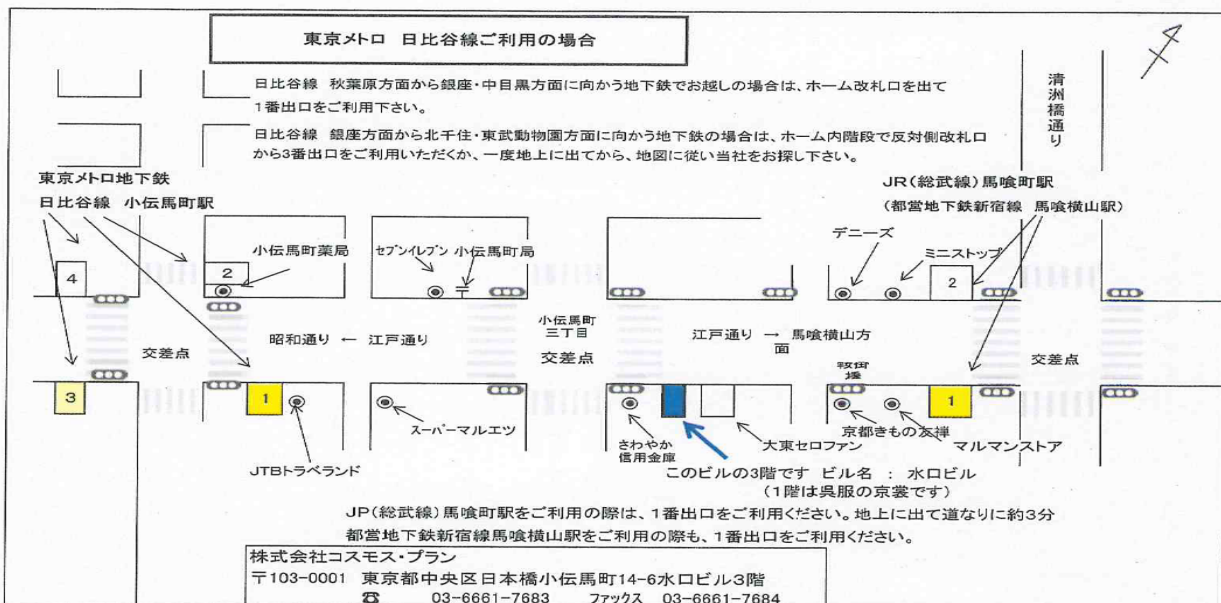 東京メトロ 日比谷線ご利用の場合
日比谷線 秋葉原方面から銀座・中目黒方面に向かう地下鉄でお越しの場合は、ホーム改札口を出て
1番出口をご利用下さい。
日比谷線 銀座方面から北千住・東武動物園方面に向かう地下鉄の場合は、ホーム内階段で反対側改札口
から3番出口をご利用いただくか、一度地上に出てから、地図に従い当社をお探し下さい。
清洲橋通り
東京メトロ地下鉄
日比谷線 小伝馬町駅
JR(総武線)馬喰町駅
(都営地下鉄新宿線 馬喰横山駅)
4
2
小伝馬町薬局
セブンイレブン
小伝馬町局
〒
デニーズ
ミニストップ
2
交差点
昭和通り ← 江戸通り
小伝馬町
三丁目
交差点
江戸通り → 馬喰横山方
面
交差点
鞍掛
橋
3
1
JTBトラベランド
スーパーマルエツ
さわやか
信用金庫
大東セロファン
京都きもの友禅
マルマンストア
1
このビルの3階です ビル名 : 水口ビル
(1階は呉服の京裳です)
JP(総武線)馬喰町駅をご利用の際は、1番出口をご利用ください。地上に出て道なりに約3分
都営地下鉄新宿線馬喰横山駅をご利用の際も、1番出口をご利用ください。
株式会社コスモス・プラン
〒103-0001 東京都中央区日本橋小伝馬町14-6水口ビル3階
☎ 03-6661-7683 ファックス 03-6661-7684